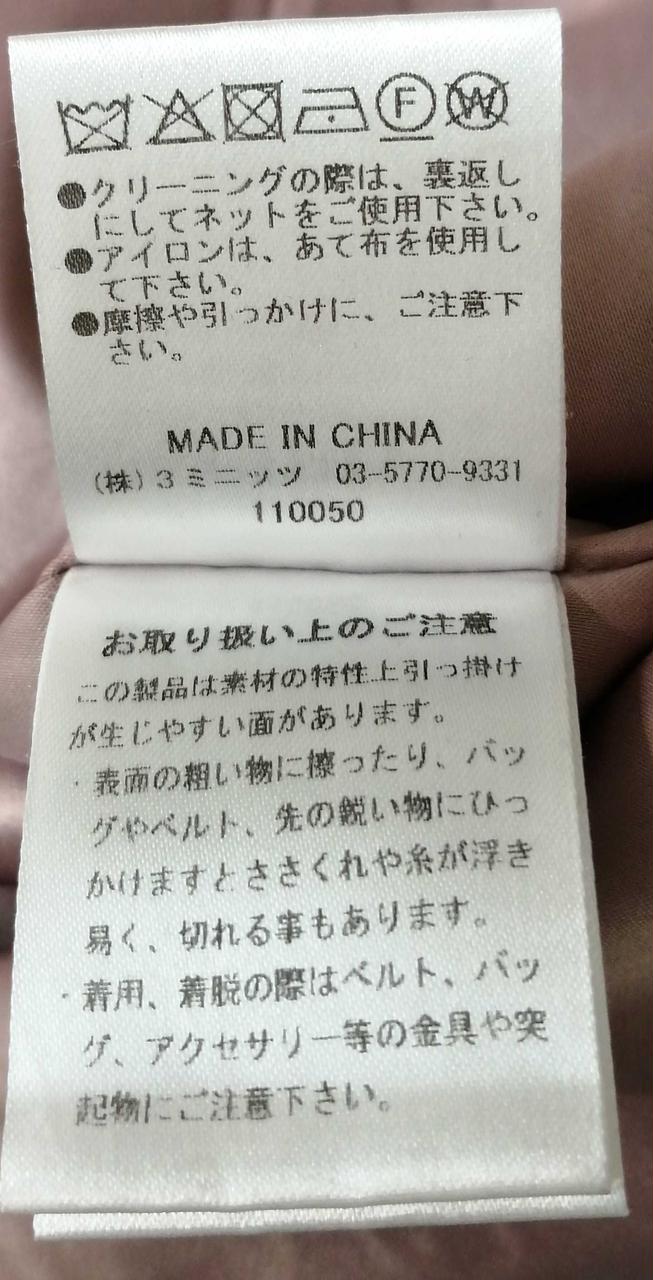 F W
●クリーニングの際は、裏返し
にしてネットをご使用下さい。
●アイロンは、あて布を使用し
て下さい。
●摩擦や引っかけに、ご注意下
さい。
MADE IN CHINA
(株)3ミニッツ 03-5770-9331
110050
お取り扱い上のご注意
この製品は素材の特性上引っ掛け
が生じやすい面があります。
・表面の粗い物に擦ったり、バッ
グやベルト、先の鋭い物にひっ
かけますとささくれや糸が浮き
易く、切れる事もあります。
・着用、着脱の際はベルト、バッ
グ、アクセサリー等の金具や突
起物にご注意下さい。